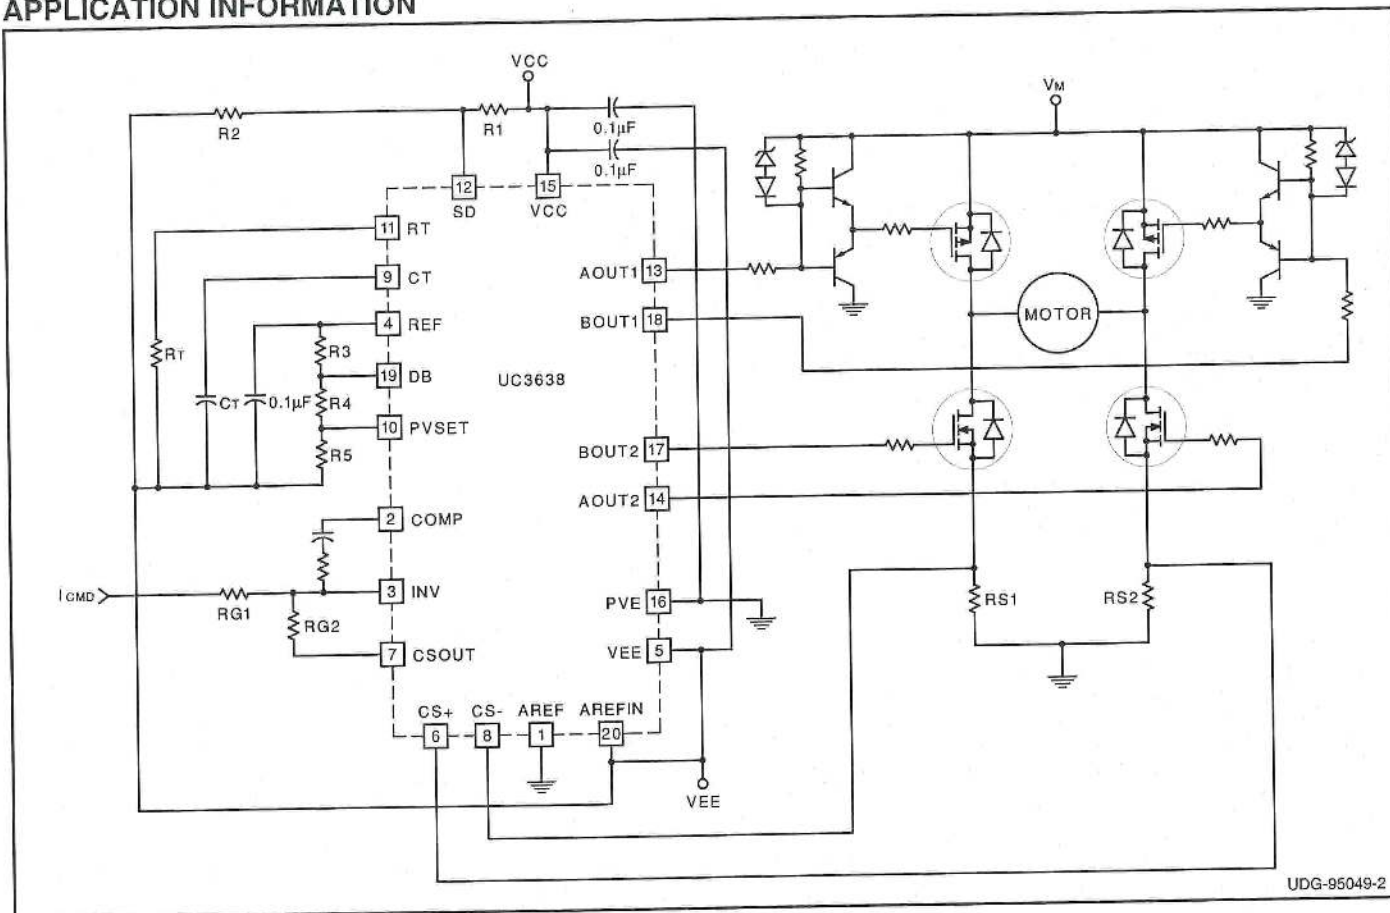 APPLICATION INFORMATION
VCC
R2
R1
0.1µF
0.1µF
VM
12
SD
15
VCC
11 RT
9 CT
4 REF
19 DB
10 PVSET
2 COMP
3 INV
7 CSOUT
RT
CT
0.1µF
R3
R4
R5
UC3638
AOUT1 13
BOUT1 18
BOUT2 17
AOUT2 14
PVE 16
VEE 5
MOTOR
ICMD
RG1
RG2
RS1
RS2
CS+
CS-
AREF
AREFIN
6
8
1
20
VEE
UDG-95049-2